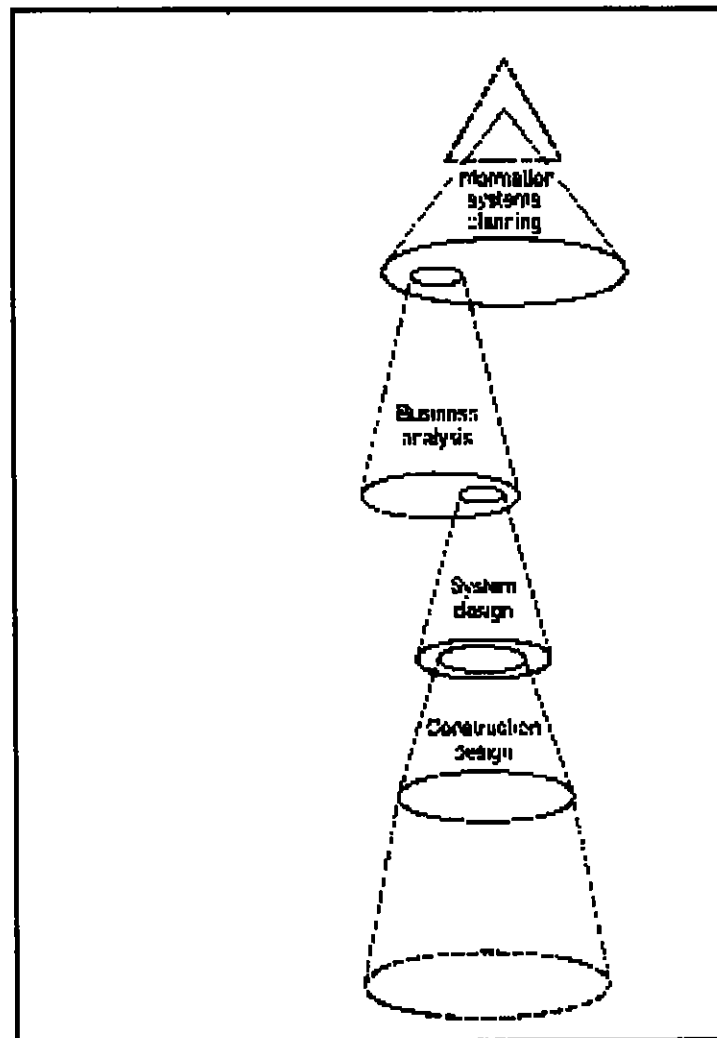 Information
systems
planning
Business
analysis
System
design
Construction
design